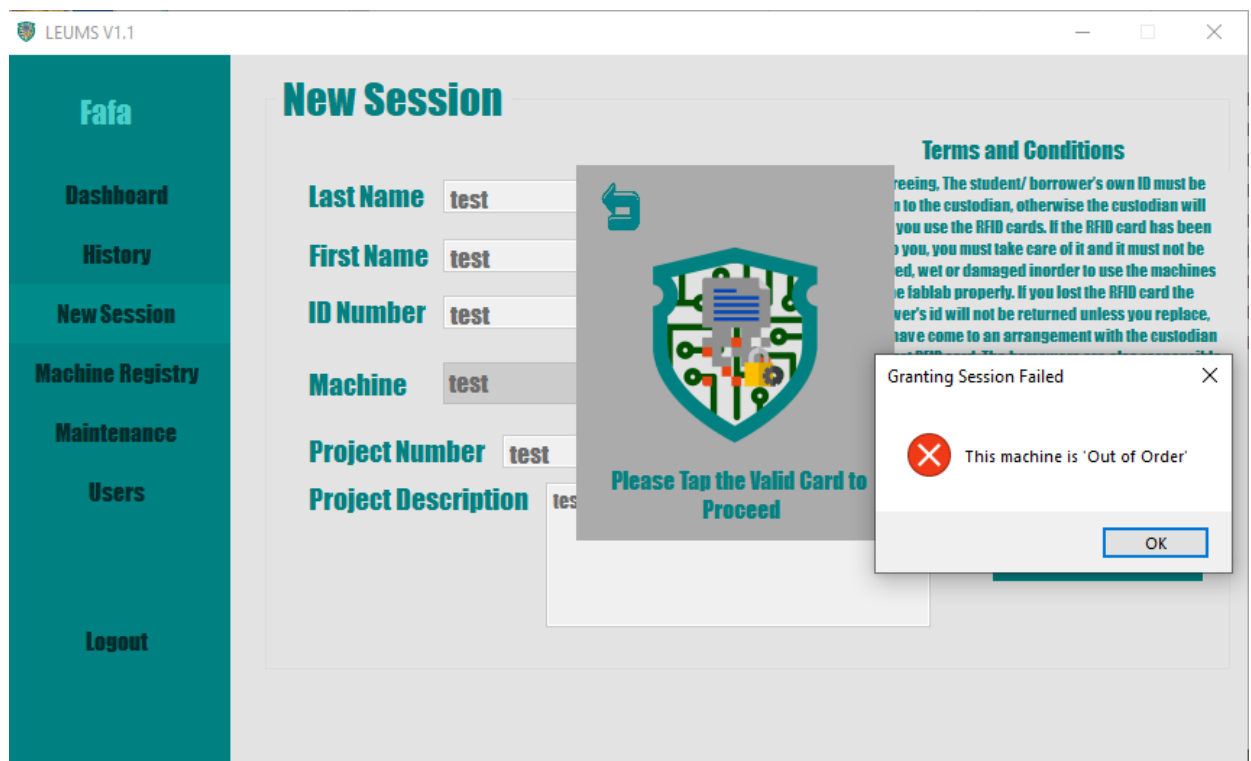 LEUMS V1.1
Fafa
Dashboard
History
New Session
Machine Registry
Maintenance
Users
Logout
New Session
Last Name test
First Name test
ID Number test
Machine test
Project Number test
Project Description tes
Please Tap the Valid Card to
Proceed
Terms and Conditions
The student/ borrower's own ID must be
to the custodian, otherwise the custodian will
you use the RFID cards. If the RFID card has been
you, you must take care of it and it must not be
wet or damaged inorder to use the machines
fablab properly. If you lost the RFID card the
id will not be returned unless you replace,
have come to an arrangement with the custodian
Granting Session Failed
This machine is 'Out of Order'
OK